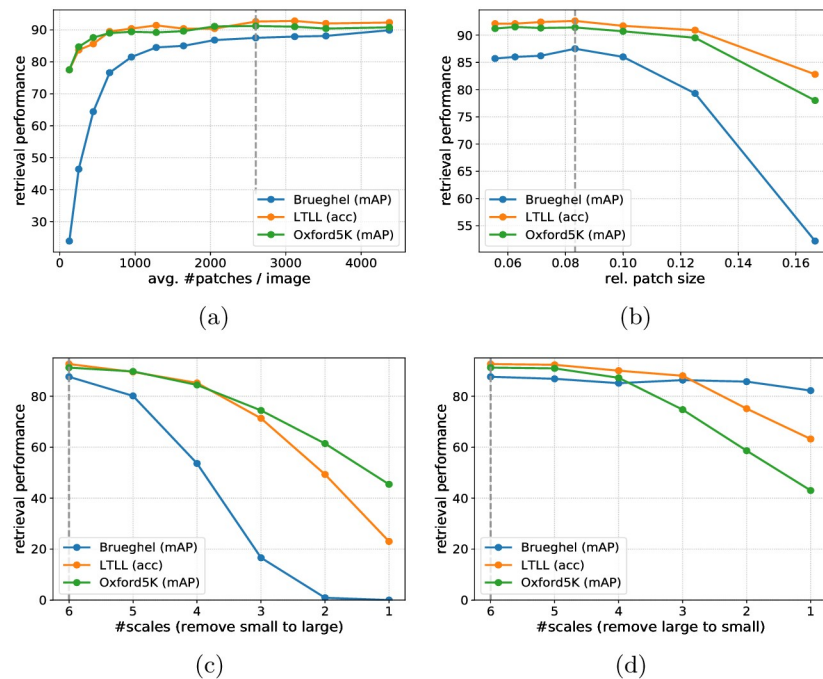 retrieval performance
90
80
70
60
50
40
30
0
1000
2000
3000
4000
avg. #patches / image
Brueghel (mAP)
LTLL (acc)
Oxford5K (mAP)
(a)
retrieval performance
90
85
80
75
70
65
60
55
0.06
0.08
0.10
0.12
0.14
0.16
rel. patch size
Brueghel (mAP)
LTLL (acc)
Oxford5K (mAP)
(b)
retrieval performance
80
60
40
20
0
6
5
4
3
2
1
#scales (remove small to large)
Brueghel (mAP)
LTLL (acc)
Oxford5K (mAP)
(c)
retrieval performance
80
60
40
20
0
6
5
4
3
2
1
#scales (remove large to small)
Brueghel (mAP)
LTLL (acc)
Oxford5K (mAP)
(d)